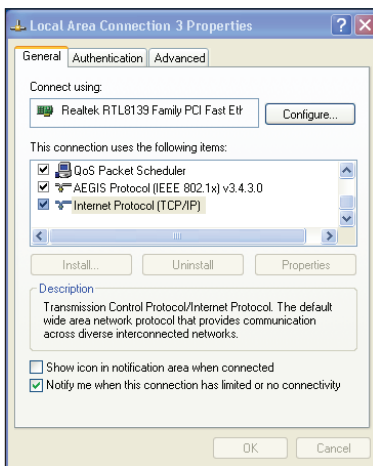 Local Area Connection 3 Properties
General Authentication Advanced
Connect using:
Realtek RTL8139 Family PCI Fast Eth
Configure...
This connection uses the following items:
QoS Packet Scheduler
AEGIS Protocol (IEEE 802.1x) v3.4.3.0
Internet Protocol (TCP/IP)
Install... Uninstall Properties
Description
Transmission Control Protocol/Internet Protocol. The default
wide area network protocol that provides communication
across diverse interconnected networks.
Show icon in notification area when connected
Notify me when this connection has limited or no connectivity
OK Cancel